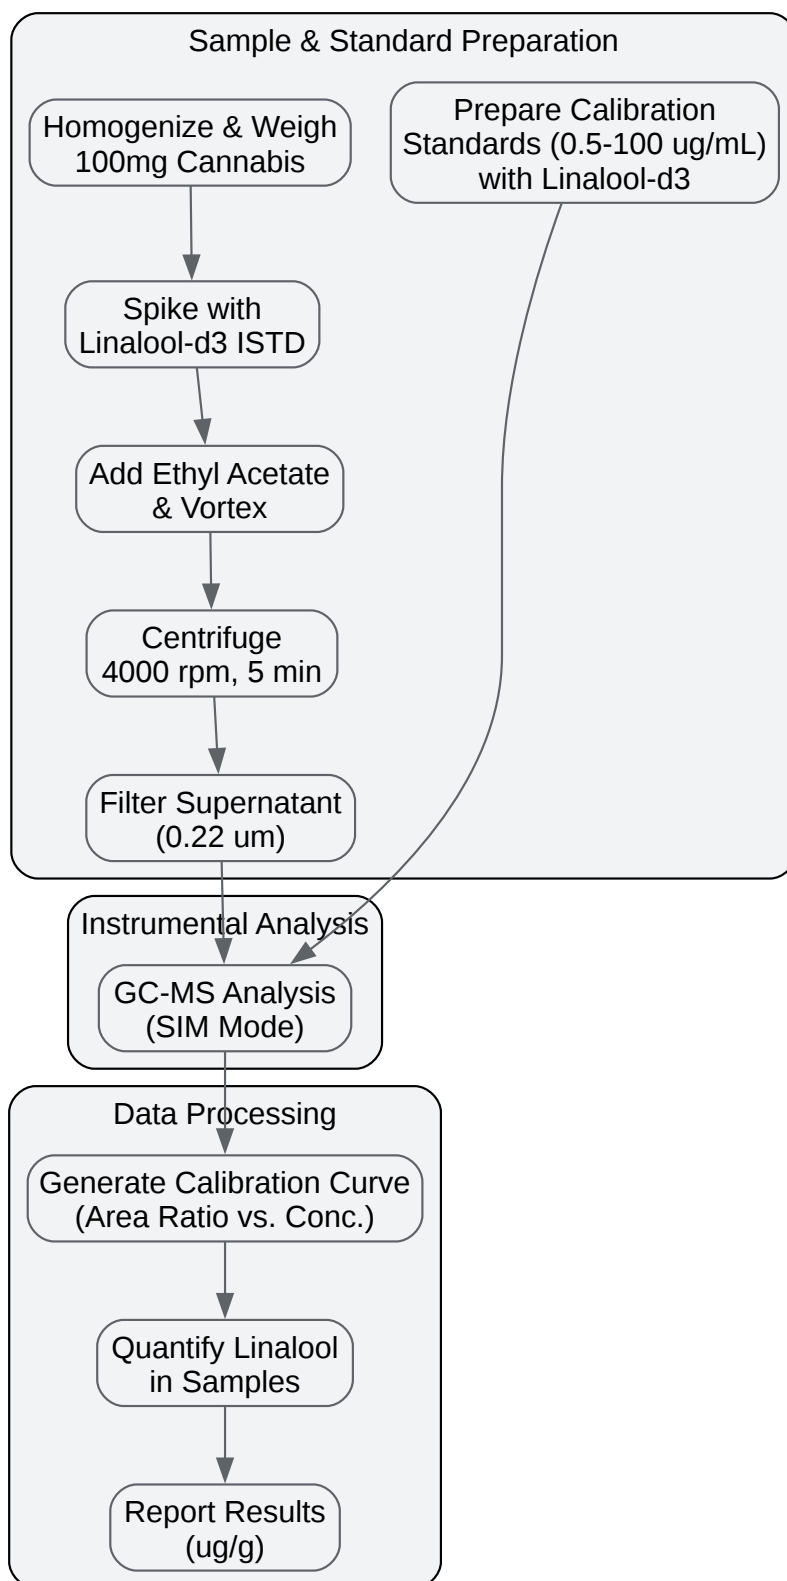 Sample & Standard Preparation
Homogenize & Weigh
100mg Cannabis
Prepare Calibration
Standards (0.5-100 ug/mL)
with Linalool-d3
Spike with
Linalool-d3 ISTD
Add Ethyl Acetate
& Vortex
Centrifuge
4000 rpm, 5 min
Filter Supernatant
(0.22 um)
Instrumental Analysis
GC-MS Analysis
(SIM Mode)
Data Processing
Generate Calibration Curve
(Area Ratio vs. Conc.)
Quantify Linalool
in Samples
Report Results
(ug/g)